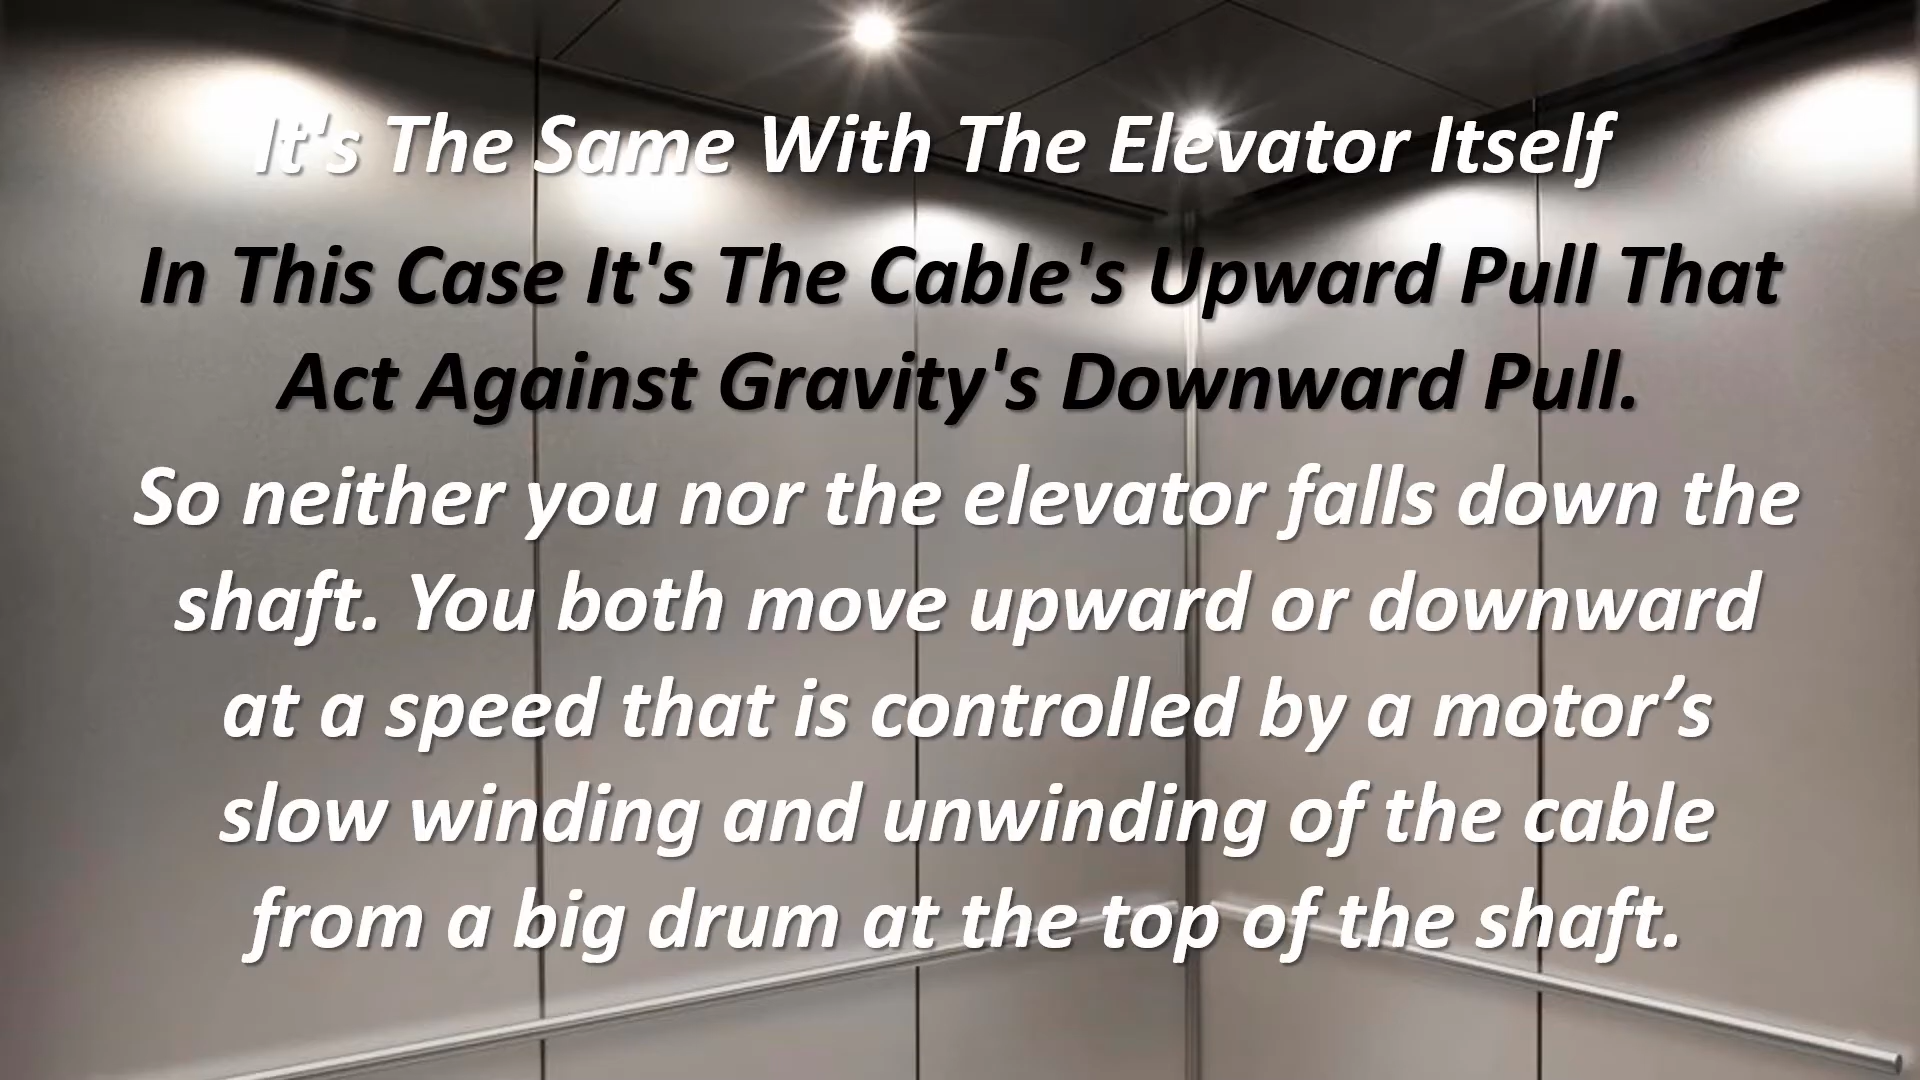 It's The Same With The Elevator Itself
In This Case It's The Cable's Upward Pull That
Act Against Gravity's Downward Pull.
So neither you nor the elevator falls down the
shaft. You both move upward or downward
at a speed that is controlled by a motor’s
slow winding and unwinding of the cable
from a big drum at the top of the shaft.